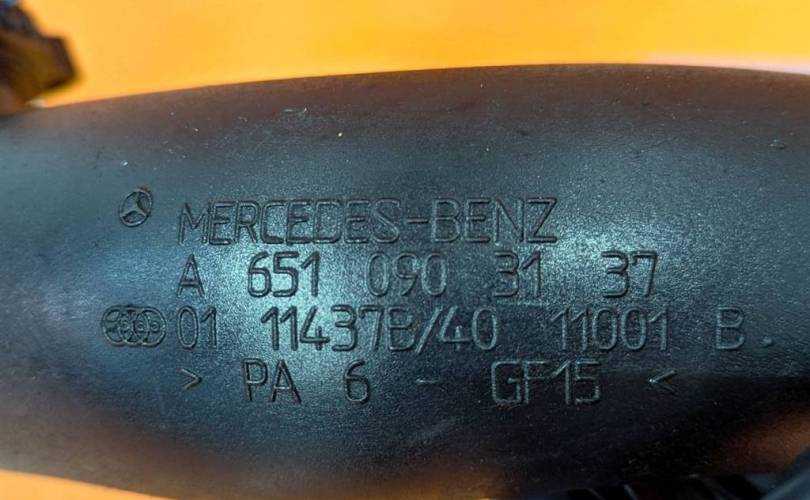 MERCEDES-BENZ
A 651 090 31 37
01 11437B/40 11001 B.
> PA 6 - GF15 <